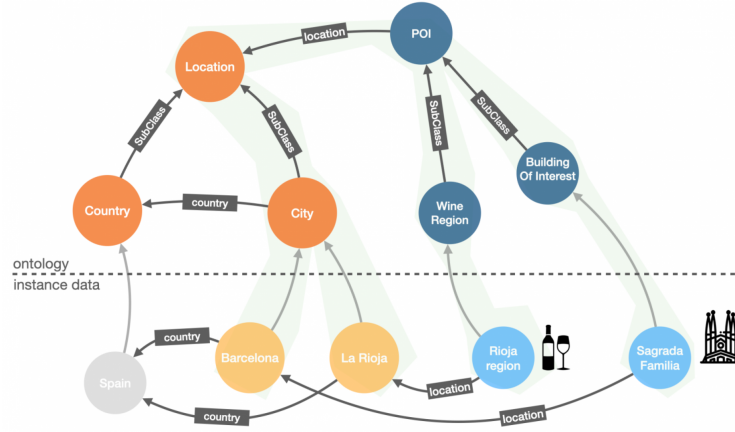 POI
location
Location
SubClass
SubClass
SubClass
SubClass
Building
Of Interest
Country
country
City
Wine
Region
ontology
instance data
country
Barcelona
La Rioja
Rioja
region
Sagrada
Familia
Spain
location
country
location